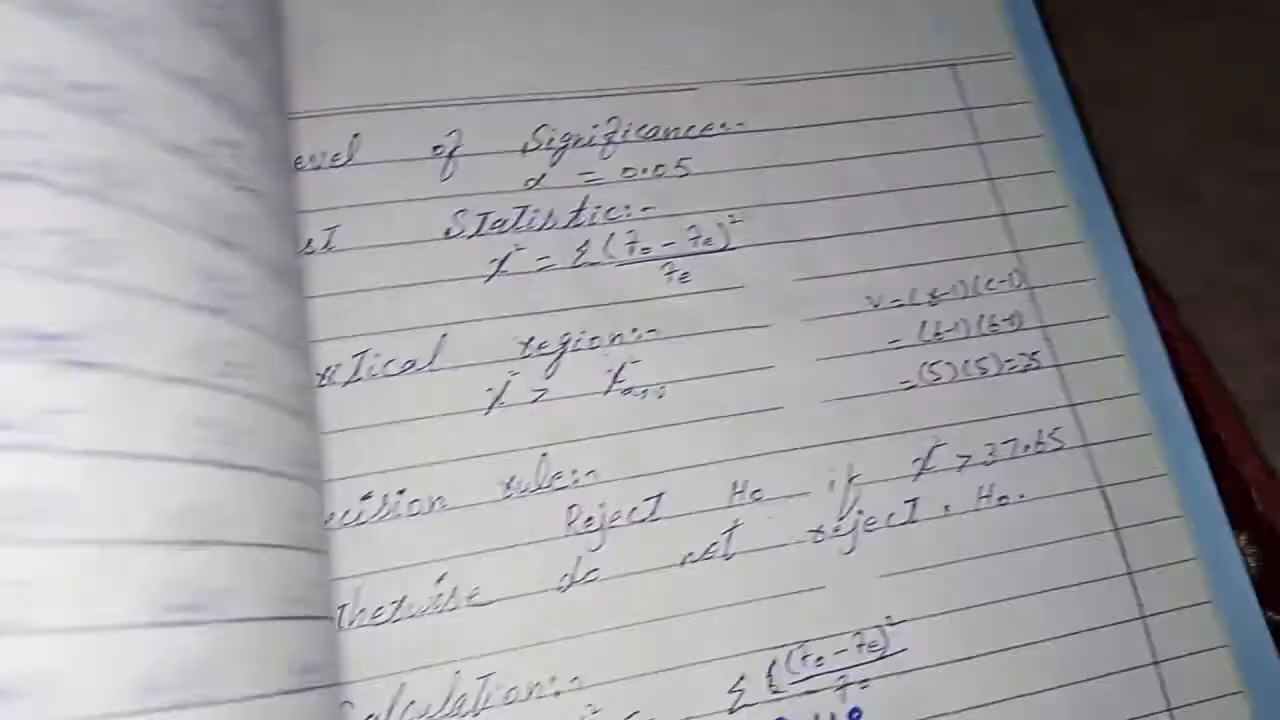 evel of Significance:-
α = 0.05
st Statistic:-
χ² = Σ(fo - fe)²/fe
v = (r-1)(c-1)
= (6-1)(6-1)
= (5)(5) = 25
rtical region:-
χ² >
ecision rule:-
Reject Ho if χ² > 37.65
therwise do not reject. Ho.
alculation:-
Σ{(fo - fe)²